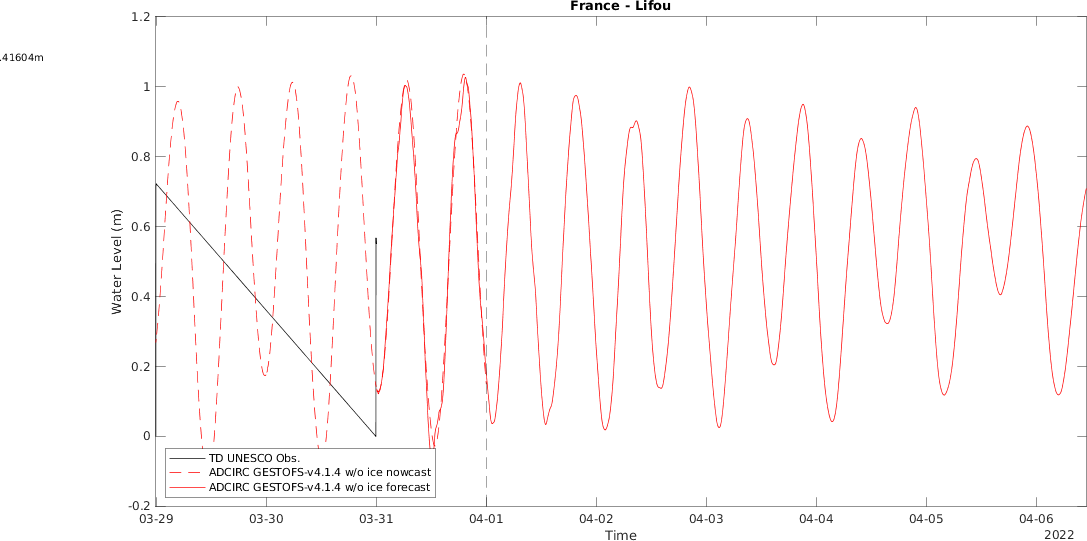 France - Lifou
.41604m
1.2
1
0.8
0.6
0.4
0.2
0
-0.2
Water Level (m)
TD UNESCO Obs.
ADCIRC GESTOFS-v4.1.4 w/o ice nowcast
ADCIRC GESTOFS-v4.1.4 w/o ice forecast
03-29 03-30 03-31 04-01 04-02 04-03 04-04 04-05 04-06
Time
2022